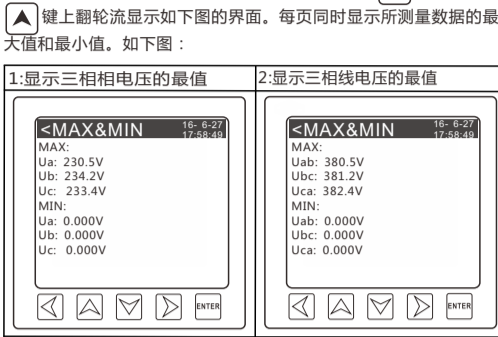 键上翻轮流显示如下图的界面。每页同时显示所测量数据的最
大值和最小值。如下图：
1:显示三相相电压的最值
2:显示三相线电压的最值
<MAX&MIN
16- 6-27
17:58:49
MAX:
Ua: 230.5V
Ub: 234.2V
Uc: 233.4V
MIN:
Ua: 0.000V
Ub: 0.000V
Uc: 0.000V
ENTER
<MAX&MIN
16- 6-27
17:58:49
MAX:
Uab: 380.5V
Ubc: 381.2V
Uca: 382.4V
MIN:
Uab: 0.000V
Ubc: 0.000V
Uca: 0.000V
ENTER